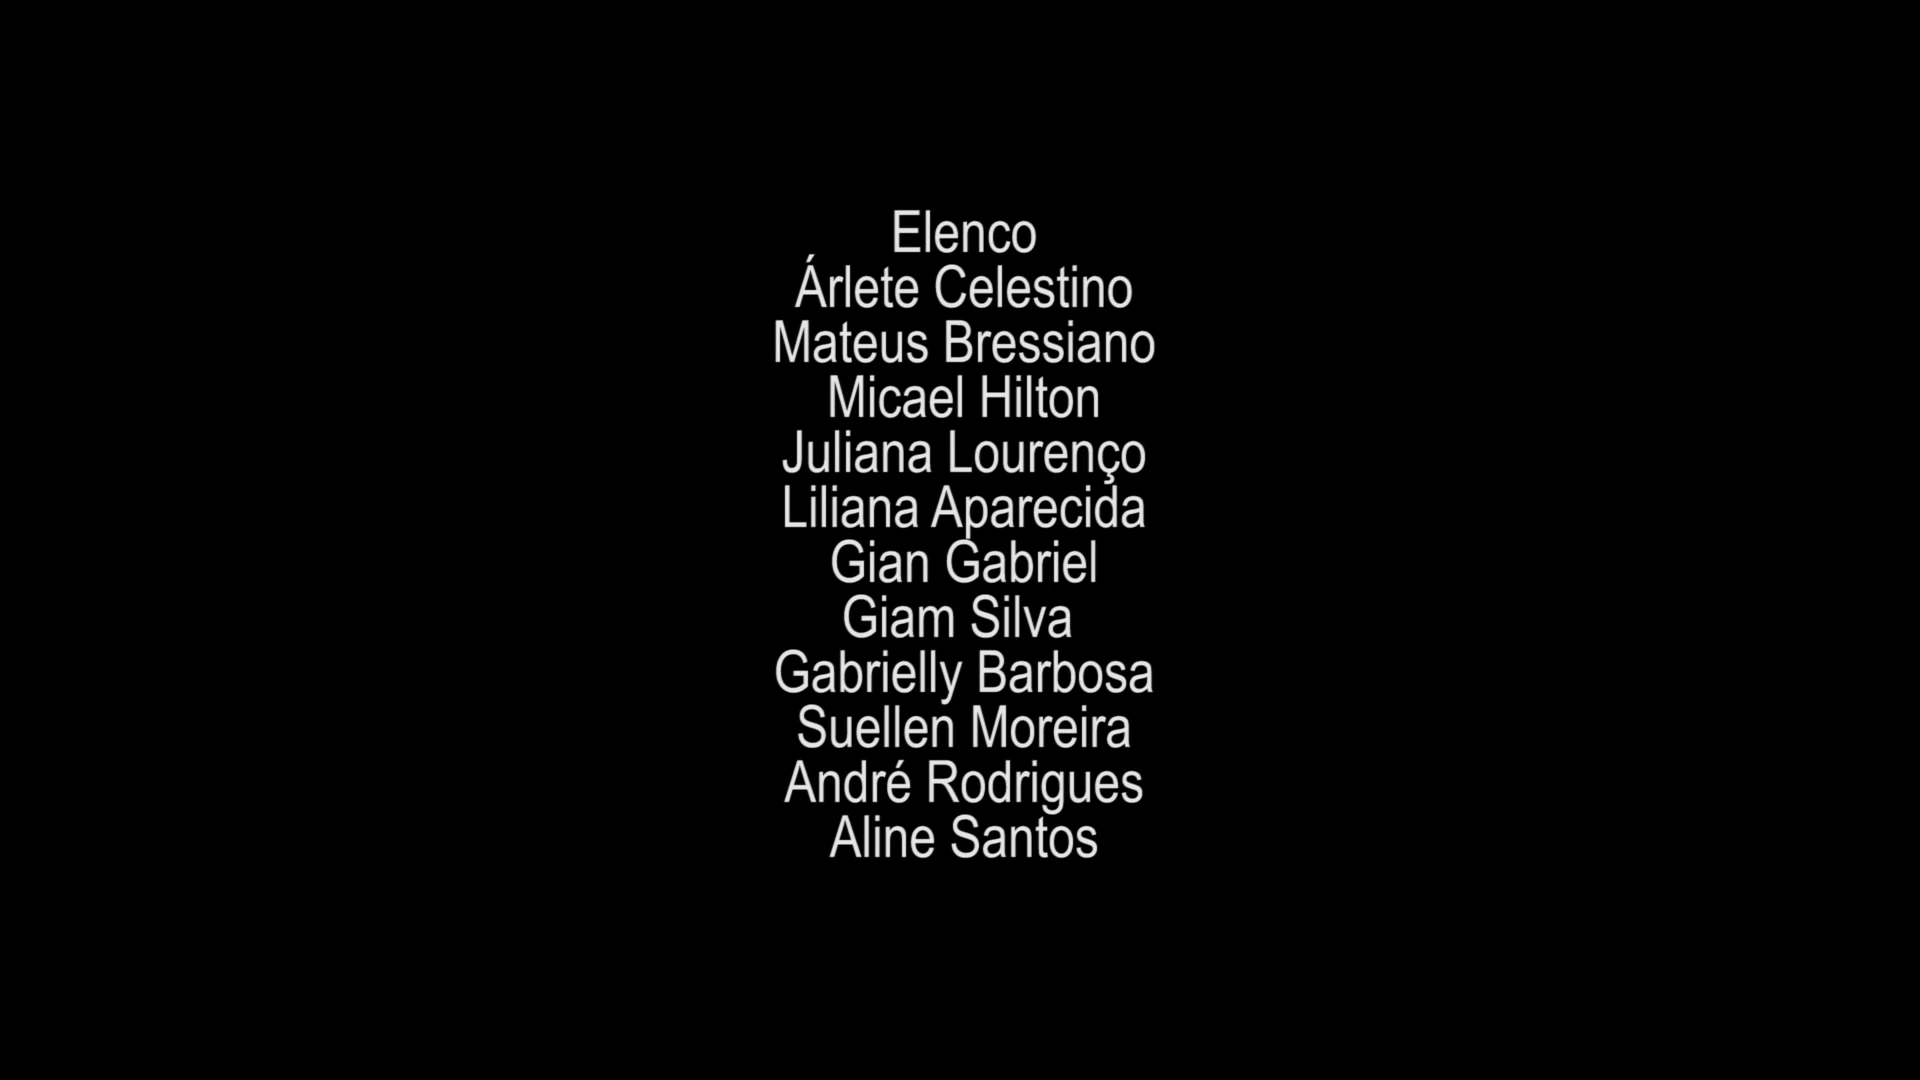 Elenco
Árlete Celestino
Mateus Bressiano
Micael Hilton
Juliana Lourenço
Liliana Aparecida
Gian Gabriel
Giam Silva
Gabrielly Barbosa
Suellen Moreira
André Rodrigues
Aline Santos